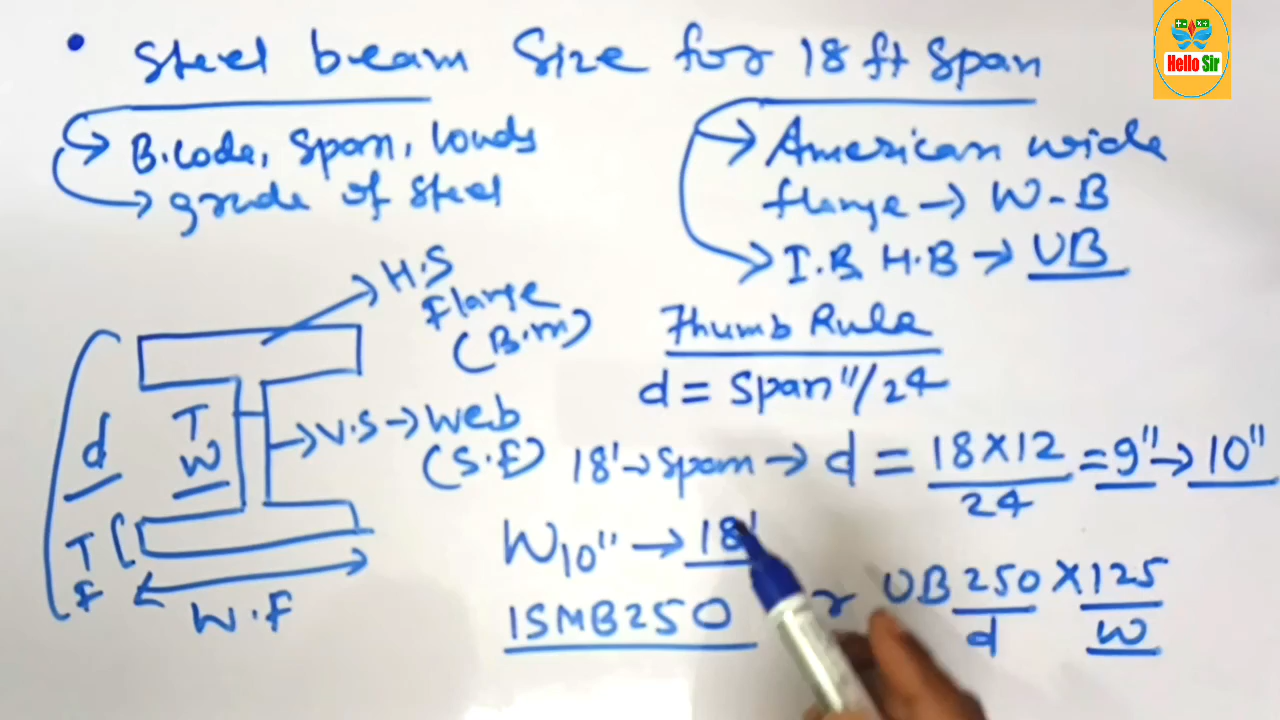 • Steel beam Size for 18 ft Span
Hello Sir
B.Code, Span, Loads
grade of Steel
American wide
flange → W-B
I.B, H.B → UB
H.S
Flange
(B.m)
V.S → Web
(S.F)
d
T
W
T
F
W.F
Thumb Rule
d = Span"/24
18' → Span → d = 18×12/24 = 9" → 10"
W10" → 18'
ISMB250 UB 250 × 125
d w